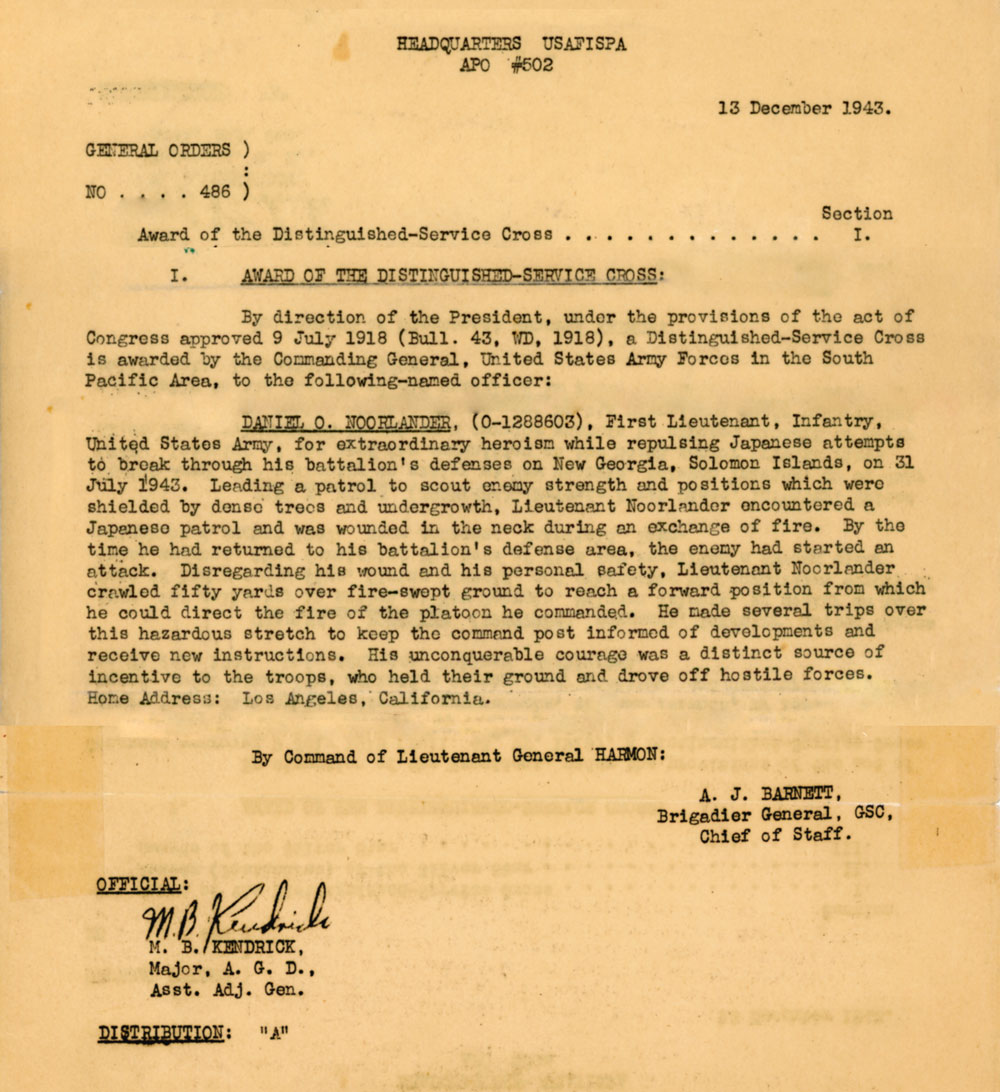 HEADQUARTERS USAFISPA
APO #502
13 December 1943.
GENERAL ORDERS )
:
NO . . . . 486 )
Section
Award of the Distinguished-Service Cross . . . . . . . . . . . . . I.
I. AWARD OF THE DISTINGUISHED-SERVICE CROSS:
By direction of the President, under the provisions of the act of
Congress approved 9 July 1918 (Bull. 43, WD, 1918), a Distinguished-Service Cross
is awarded by the Commanding General, United States Army Forces in the South
Pacific Area, to the following-named officer:
DANIEL O. NOORLANDER, (O-1288603), First Lieutenant, Infantry,
United States Army, for extraordinary heroism while repulsing Japanese attempts
to break through his battalion's defenses on New Georgia, Solomon Islands, on 31
July 1943. Leading a patrol to scout enemy strength and positions which were
shielded by dense trees and undergrowth, Lieutenant Noorlander encountered a
Japanese patrol and was wounded in the neck during an exchange of fire. By the
time he had returned to his battalion's defense area, the enemy had started an
attack. Disregarding his wound and his personal safety, Lieutenant Noorlander
crawled fifty yards over fire-swept ground to reach a forward position from which
he could direct the fire of the platoon he commanded. He made several trips over
this hazardous stretch to keep the command post informed of developments and
receive new instructions. His unconquerable courage was a distinct source of
incentive to the troops, who held their ground and drove off hostile forces.
Home Address: Los Angeles, California.
By Command of Lieutenant General HARMON:
A. J. BARNETT,
Brigadier General, GSC,
Chief of Staff.
OFFICIAL:
M. B. Kendrick
M. B. KENDRICK,
Major, A. G. D.,
Asst. Adj. Gen.
DISTRIBUTION: "A"